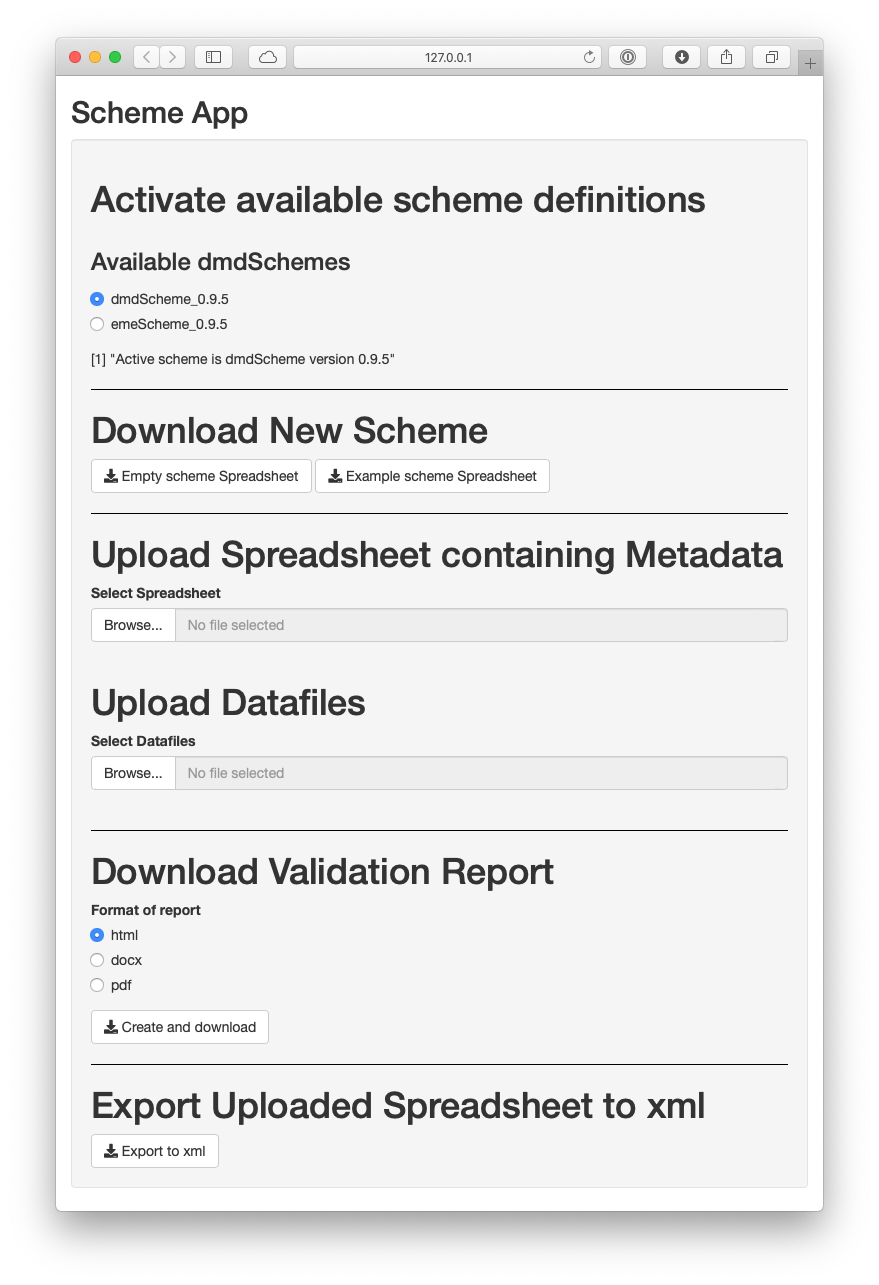 127.0.0.1
Scheme App
Activate available scheme definitions
Available dmdSchemes
dmdScheme_0.9.5
emeScheme_0.9.5
[1] "Active scheme is dmdScheme version 0.9.5"
Download New Scheme
Empty scheme Spreadsheet Example scheme Spreadsheet
Upload Spreadsheet containing Metadata
Select Spreadsheet
Browse... No file selected
Upload Datafiles
Select Datafiles
Browse... No file selected
Download Validation Report
Format of report
html
docx
pdf
Create and download
Export Uploaded Spreadsheet to xml
Export to xml